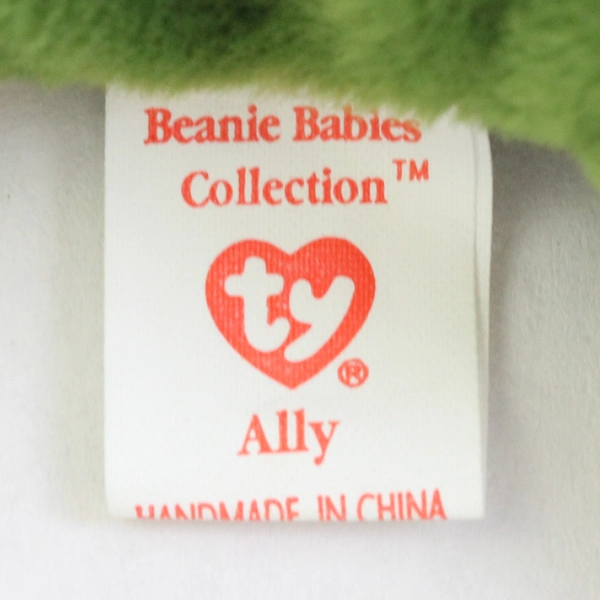 Beanie Babies
Collection™
ty®
Ally
HANDMADE IN CHINA